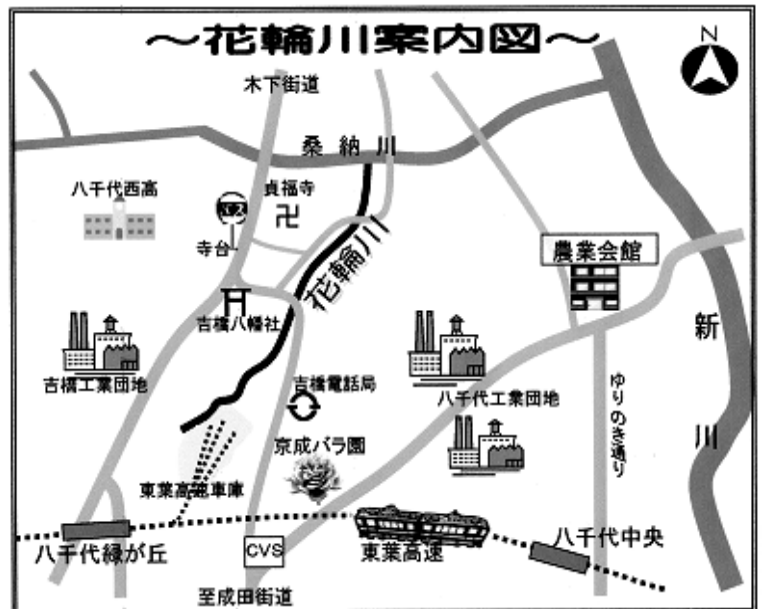 ～花輪川案内図～
N
木下街道
桑納川
八千代西高
貞福寺
バス
寺台
花輪川
農業会館
吉橋八幡社
新川
吉橋工業団地
吉橋電話局
八千代工業団地
ゆりのき通り
京成バラ園
東葉高速車庫
八千代緑が丘
CVS
東葉高速
八千代中央
至成田街道